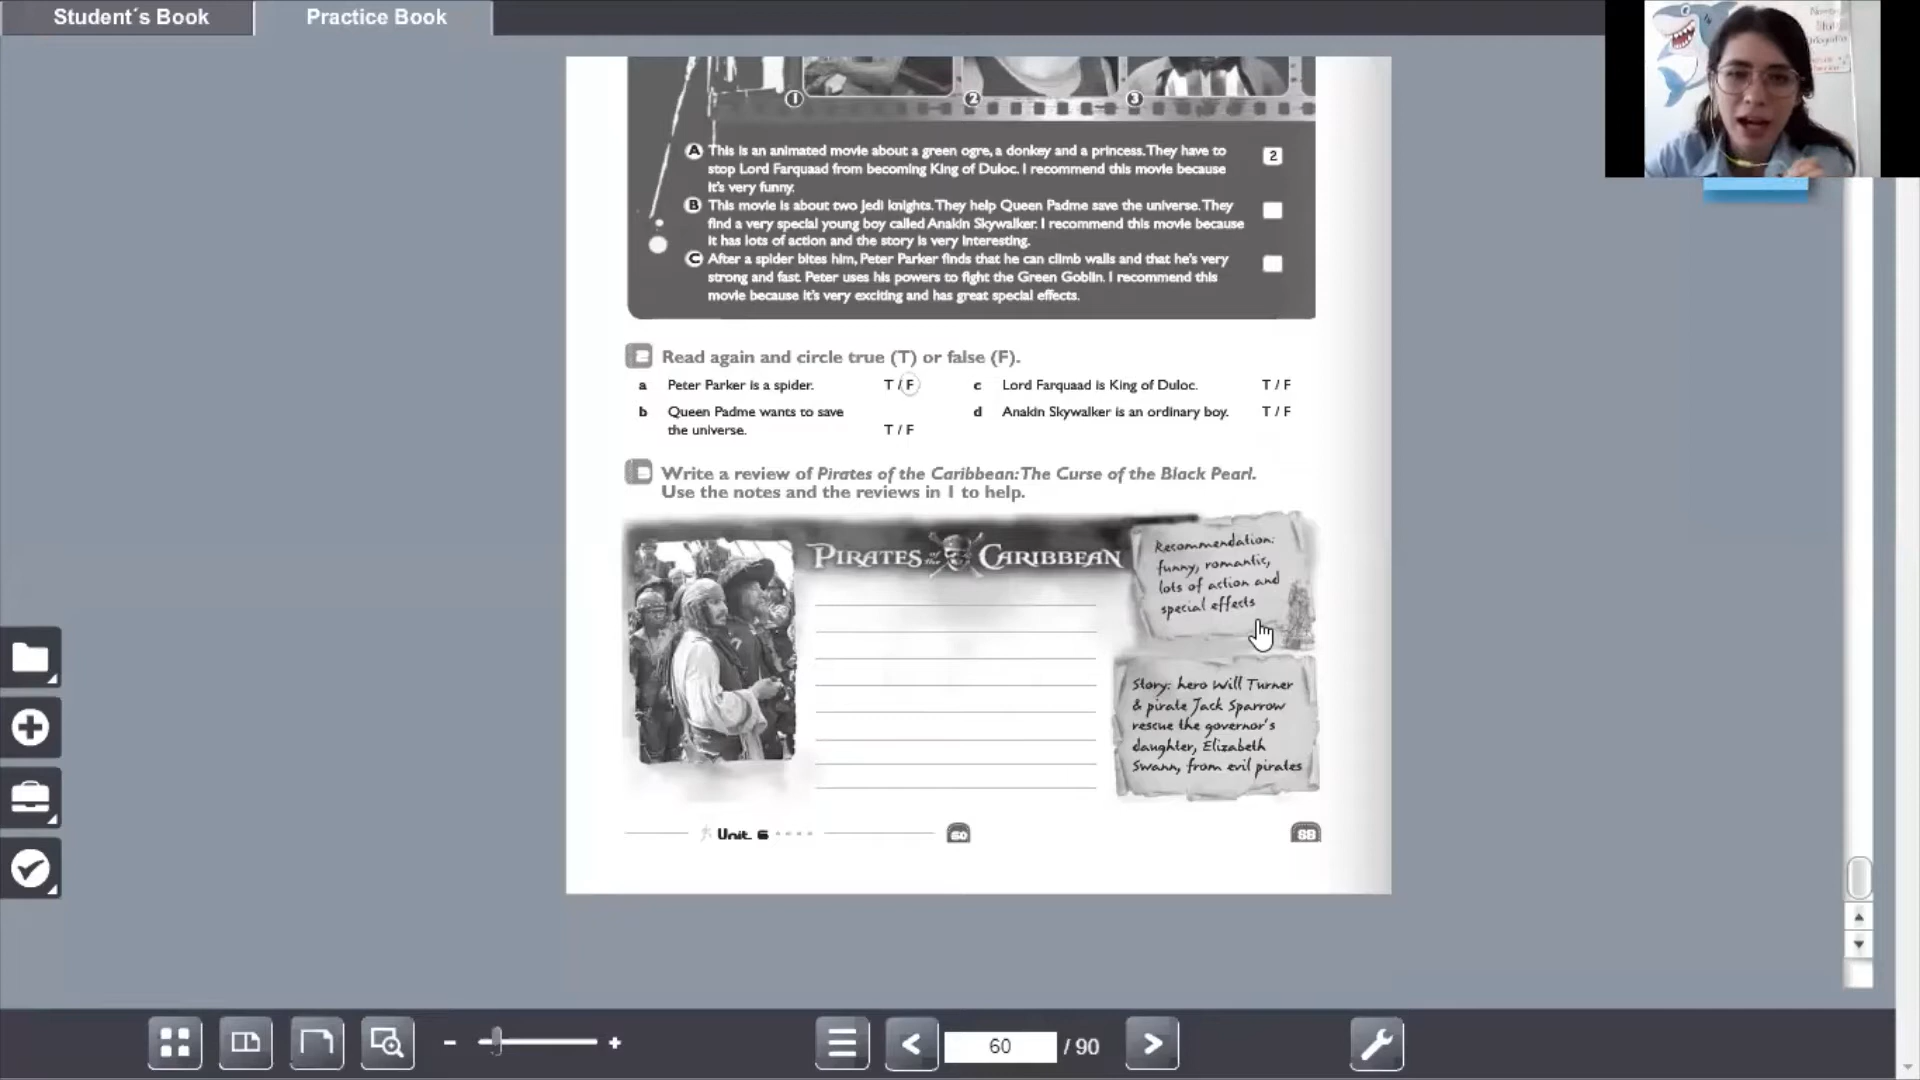 Student´s Book
Practice Book
1 2 3
A This is an animated movie about a green ogre, a donkey and a princess. They have to
stop Lord Farquaad from becoming King of Duloc. I recommend this movie because
it's very funny.
2
B This movie is about two Jedi knights. They help Queen Padme save the universe. They
find a very special young boy called Anakin Skywalker. I recommend this movie because
it has lots of action and the story is very interesting.
C After a spider bites him, Peter Parker finds that he can climb walls and that he's very
strong and fast. Peter uses his powers to fight the Green Goblin. I recommend this
movie because it's very exciting and has great special effects.
2 Read again and circle true (T) or false (F).
a Peter Parker is a spider. T / F
b Queen Padme wants to save
the universe. T / F
c Lord Farquaad is King of Duloc. T / F
d Anakin Skywalker is an ordinary boy. T / F
3 Write a review of Pirates of the Caribbean: The Curse of the Black Pearl.
Use the notes and the reviews in 1 to help.
PIRATES of the CARIBBEAN
Recommendation:
funny, romantic,
lots of action and
special effects
Story: hero Will Turner
& pirate Jack Sparrow
rescue the governor's
daughter, Elizabeth
Swann, from evil pirates
Unit 6
60
88
- +
60 / 90